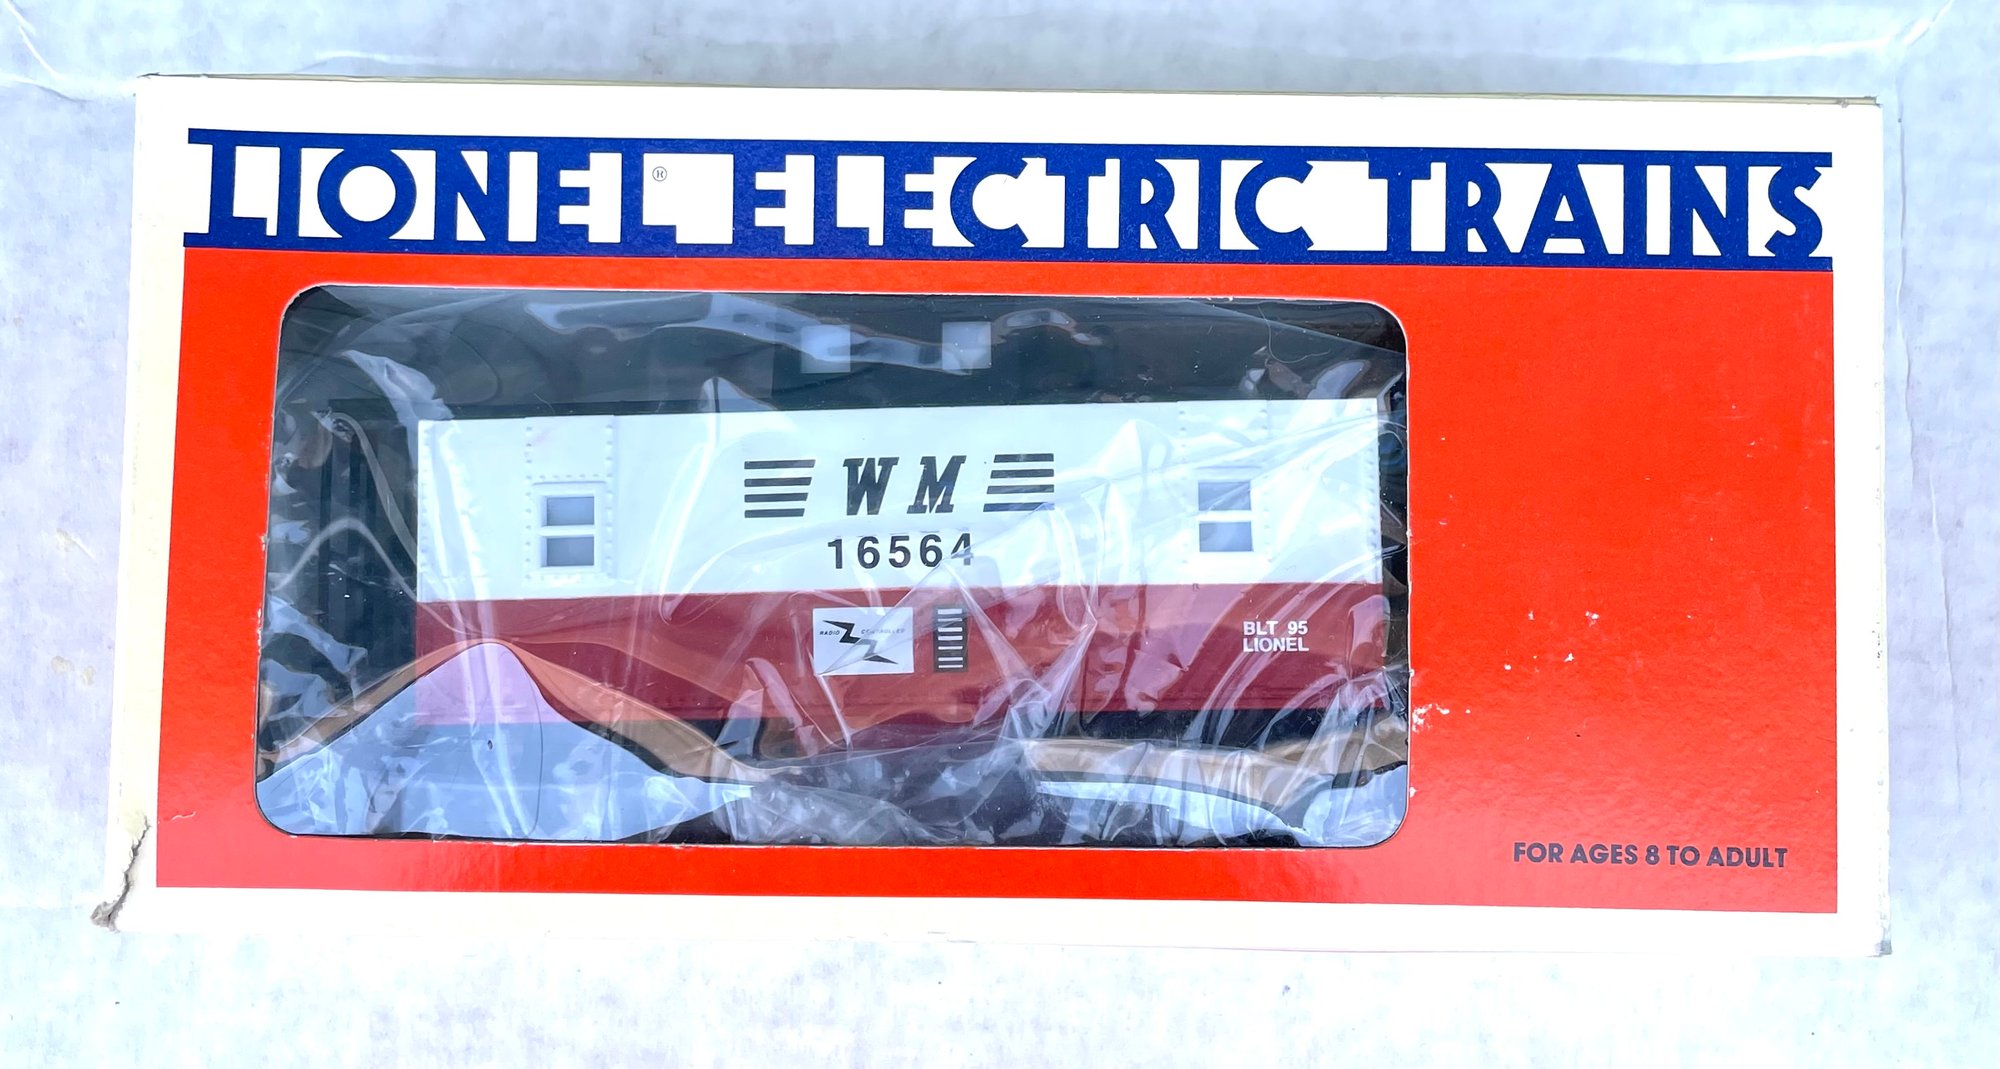 LIONEL® ELECTRIC TRAINS
WM
16564
RADIO CONTROLLED
BLT 95
LIONEL
FOR AGES 8 TO ADULT